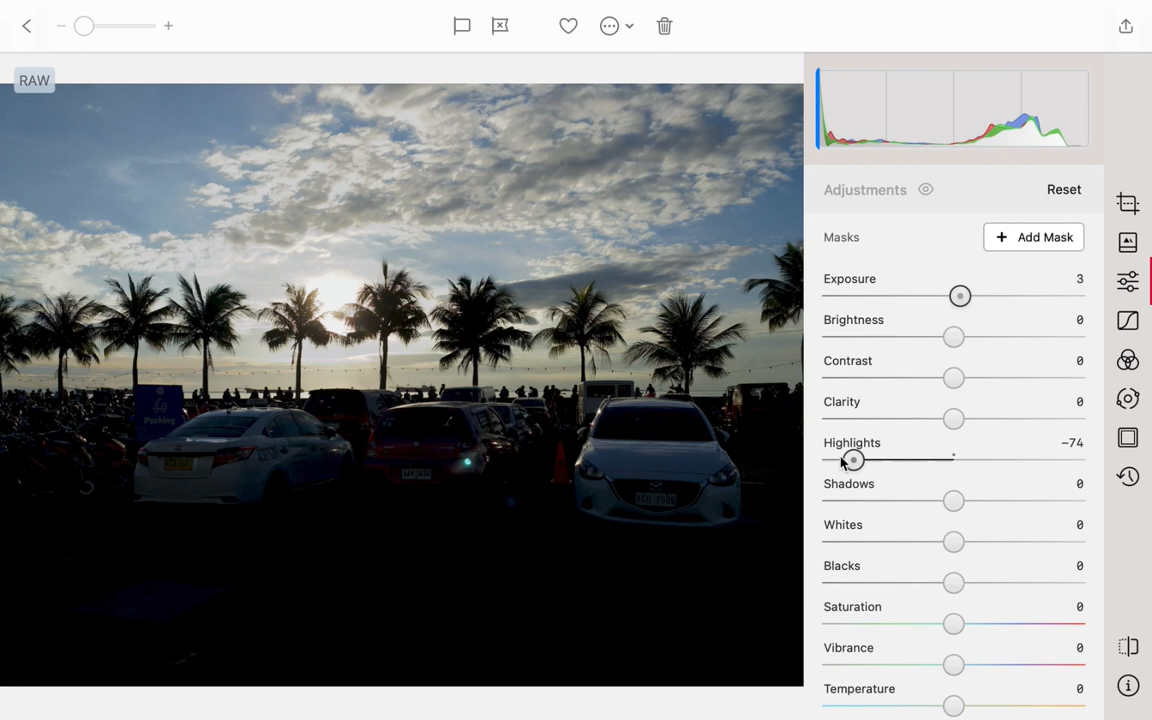 RAW
Adjustments
Reset
Masks
+ Add Mask
Exposure 3
Brightness 0
Contrast 0
Clarity 0
Highlights −74
Shadows 0
Whites 0
Blacks 0
Saturation 0
Vibrance 0
Temperature 0
Parking